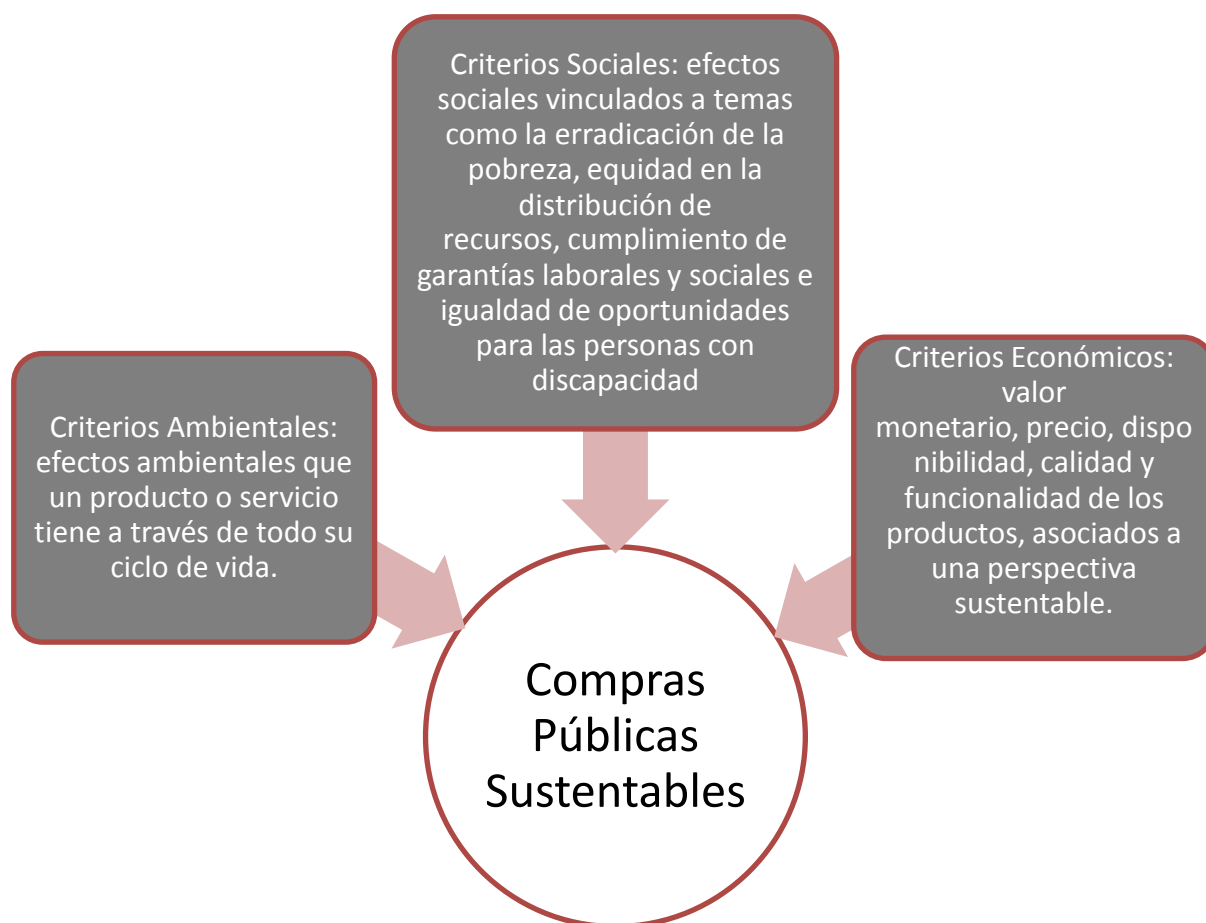 Criterios Sociales: efectos
sociales vinculados a temas
como la erradicación de la
pobreza, equidad en la
distribución de
recursos, cumplimiento de
garantías laborales y sociales e
igualdad de oportunidades
para las personas con
discapacidad
Criterios Ambientales:
efectos ambientales que
un producto o servicio
tiene a través de todo su
ciclo de vida.
Criterios Económicos:
valor
monetario, precio, dispo
nibilidad, calidad y
funcionalidad de los
productos, asociados a
una perspectiva
sustentable.
Compras
Públicas
Sustentables